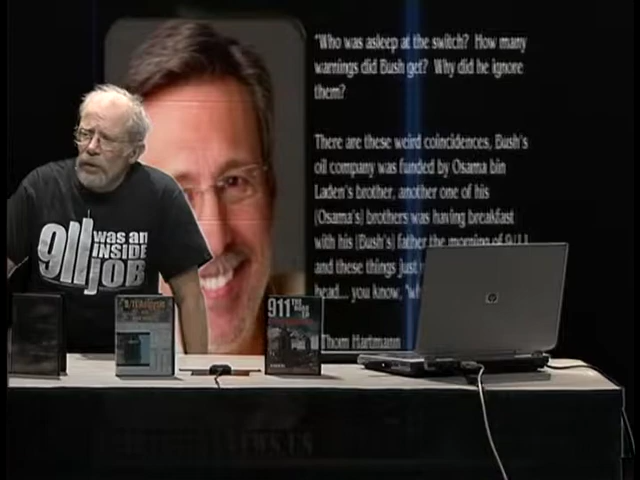 "Who was asleep at the switch? How many
warnings did Bush get? Why did he ignore
them?
There are these weird coincidences, Bush's
oil company was funded by Osama bin
Laden's brother, another one of his
(Osama's) brothers was having breakfast
with his (Bush's) father the morning of 911
and these things just
head... you know,
Thom Hartmann
911 WAS AN
INSIDE
JOB
911 THE
hp